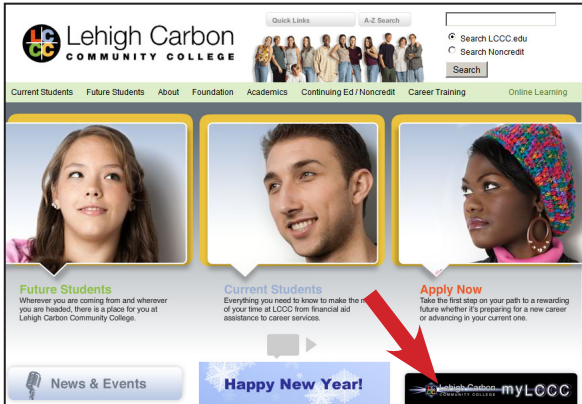 Quick Links
A-Z Search
LC
CC
Lehigh Carbon
COMMUNITY COLLEGE
Search LCCC.edu
Search Noncredit
Search
Current Students Future Students About Foundation Academics Continuing Ed / Noncredit Career Training Online Learning
Future Students
Wherever you are coming from and wherever
you are headed, there is a place for you at
Lehigh Carbon Community College.
Current Students
Everything you need to know to make the
of your time at LCCC from financial aid
assistance to career services.
Apply Now
Take the first step on your path to a rewarding
future whether it's preparing for a new career
or advancing in your current one.
News & Events
Happy New Year!
Lehigh Carbon
COMMUNITY COLLEGE
myLCCC